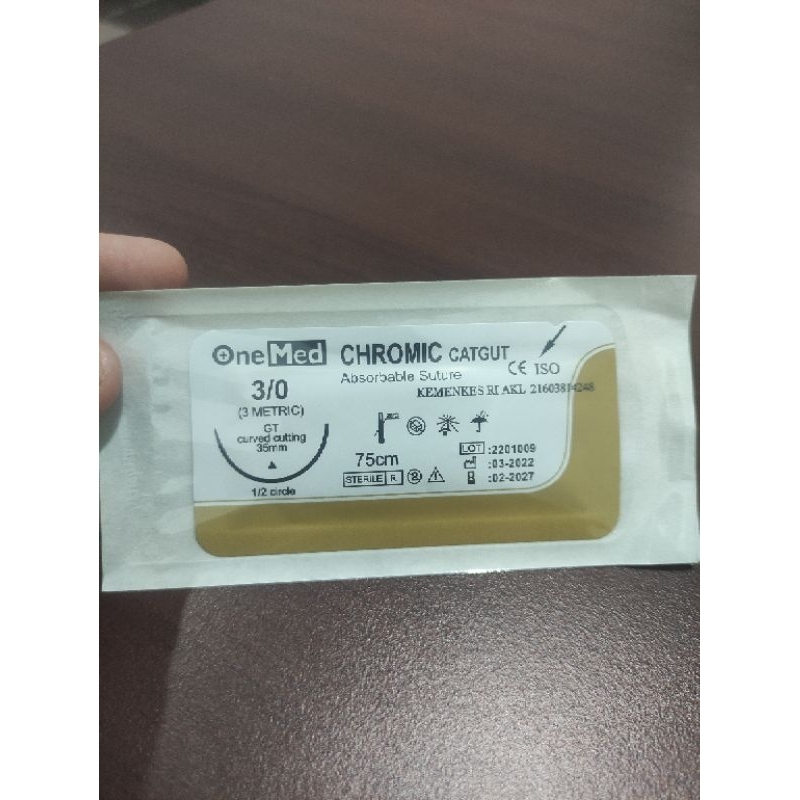 OneMed
CHROMIC CATGUT
Absorbable Suture
CE ISO
KEMENKES RI AKL
3/0
(3 METRIC)
GT
curved cutting
35mm
1/2 circle
75cm
STERILE R
LOT :2201009
:03-2022
:02-2027